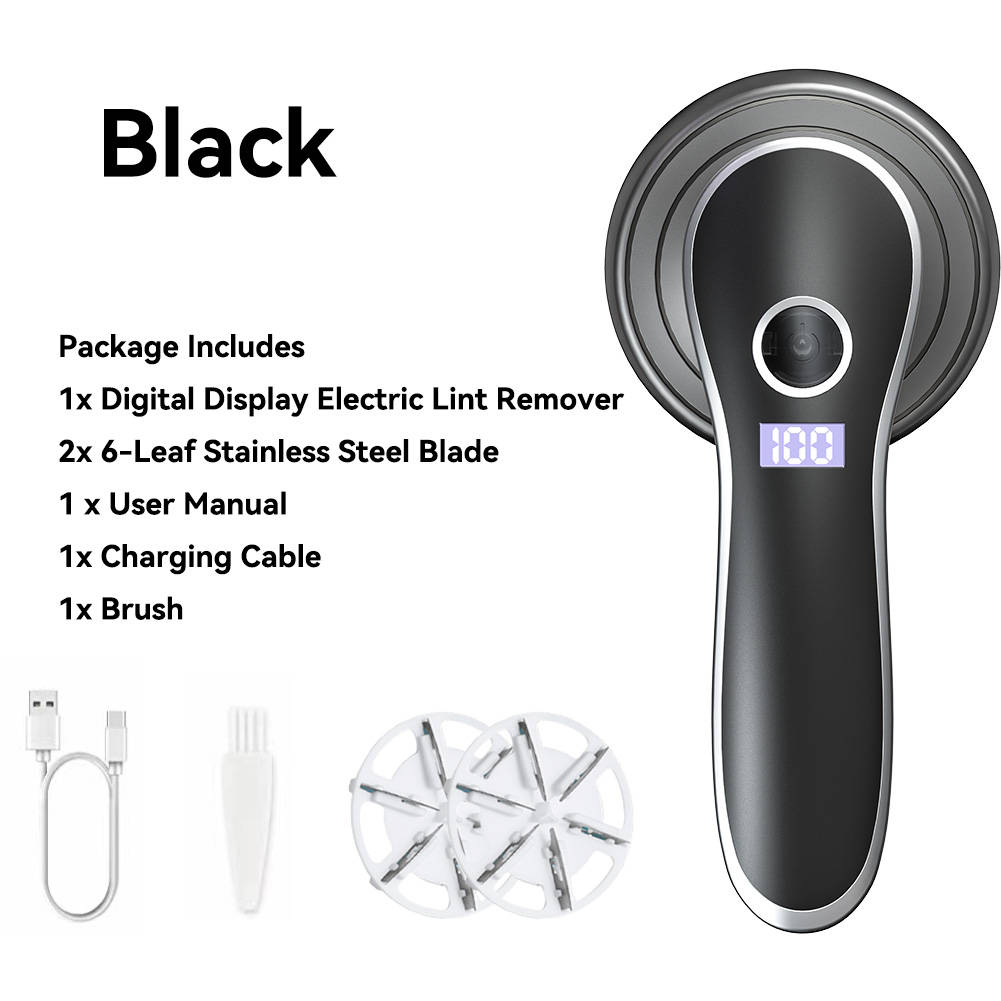 Black
Package Includes
1x Digital Display Electric Lint Remover
2x 6-Leaf Stainless Steel Blade
1 x User Manual
1x Charging Cable
1x Brush
100